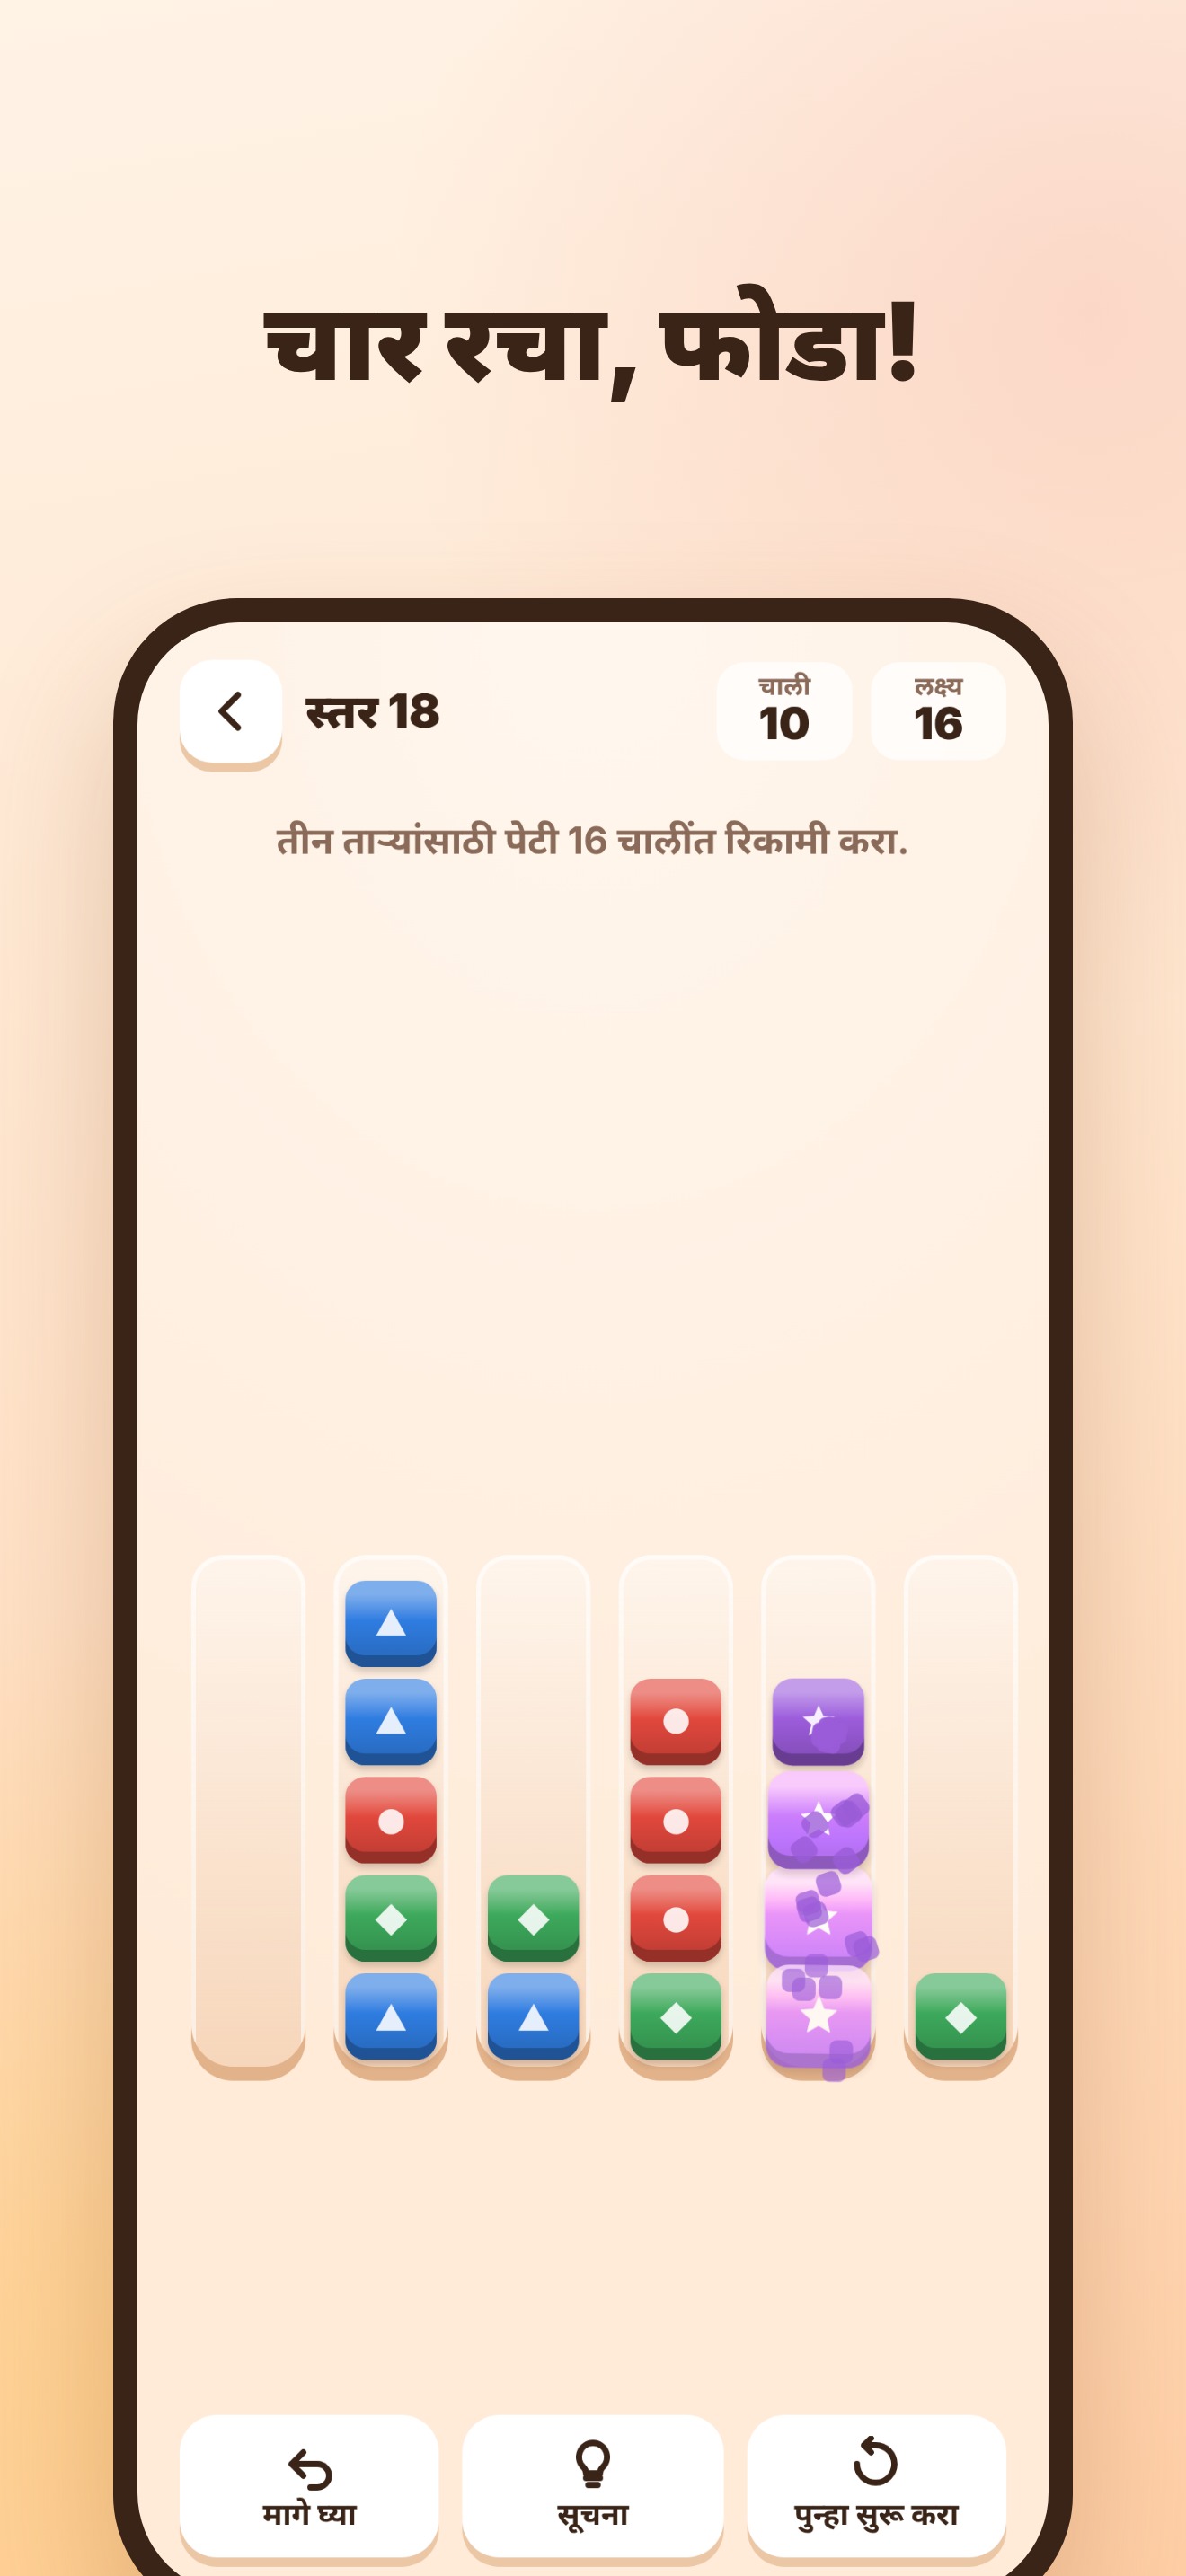 चार रचा, फोडा!
स्तर 18
चाली
10
लक्ष्य
16
तीन ताऱ्यांसाठी पेटी 16 चालींत रिकामी करा.
मागे घ्या
सूचना
पुन्हा सुरू करा